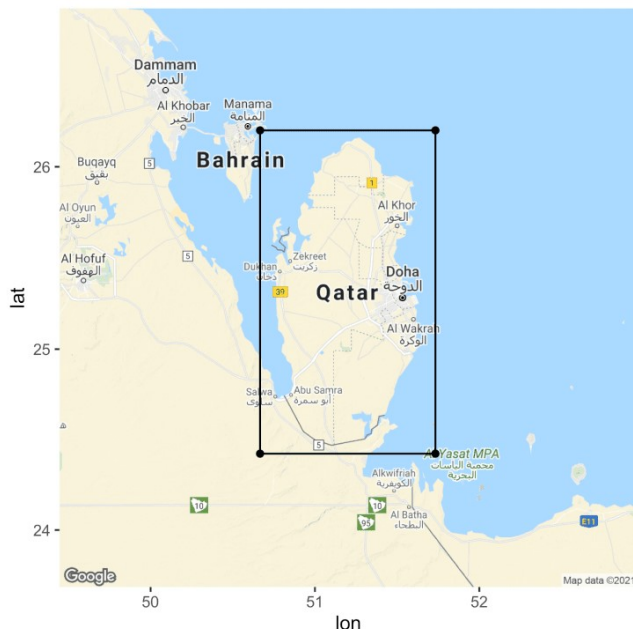 Dammam
الدمام
Al Khobar
الخبر
Manama
المنامة
Bahrain
26
Buqayq
بقيق
5
1
Al Oyun
العيون
Al Khor
الخور
5
Al Hofuf
الهفوف
Zekreet
زكريت
Dukhan
دخان
39
Qatar
Doha
الدوحة
Al Wakrah
الوكرة
lat
25
Salwa
سلوى
Abu Samra
أبو سمرة
5
Al Yasat MPA
محمية الياسات
البحرية
Alkwifriah
الكويفرية
10
10
95
Al Batha
البطحاء
E11
24
Google
Map data ©2021
50
51
52
lon